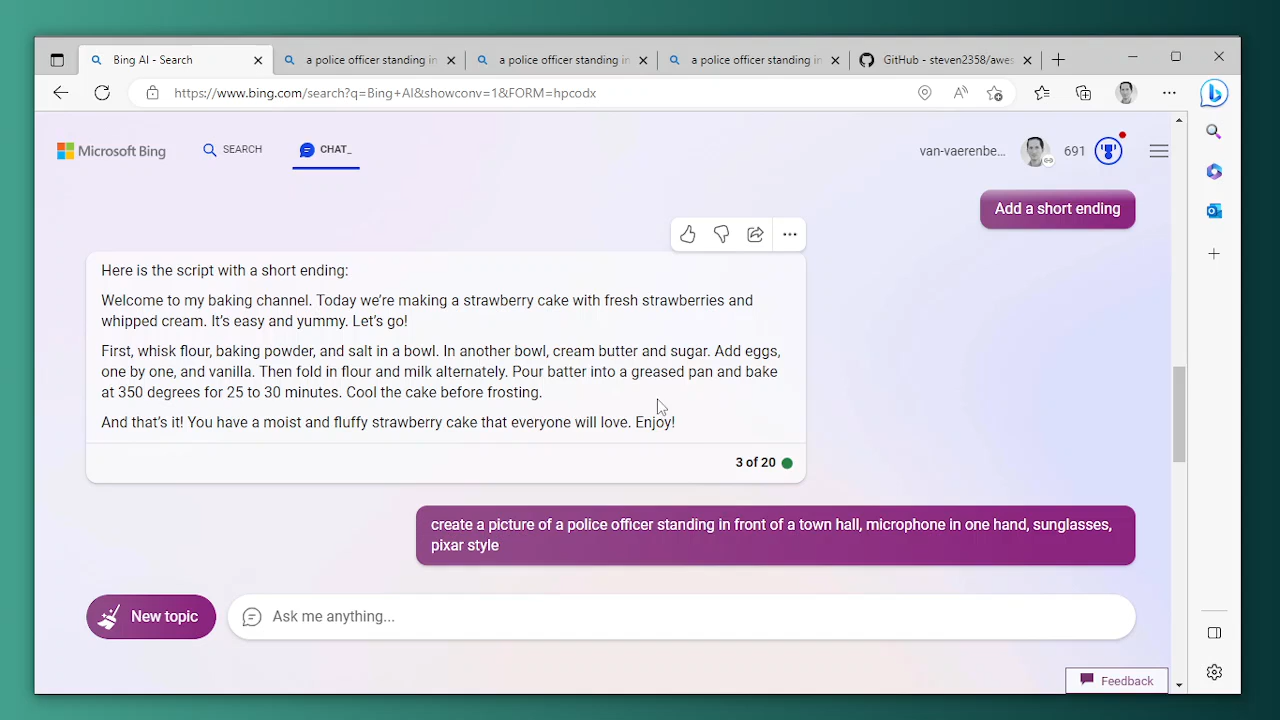 Bing AI - Search
a police officer standing in
a police officer standing in
a police officer standing in
GitHub - steven2358/awes
https://www.bing.com/search?q=Bing+AI&showconv=1&FORM=hpcodx
Microsoft Bing
SEARCH
CHAT_
van-vaerenbe...
691
Add a short ending
Here is the script with a short ending:
Welcome to my baking channel. Today we're making a strawberry cake with fresh strawberries and
whipped cream. It's easy and yummy. Let's go!
First, whisk flour, baking powder, and salt in a bowl. In another bowl, cream butter and sugar. Add eggs,
one by one, and vanilla. Then fold in flour and milk alternately. Pour batter into a greased pan and bake
at 350 degrees for 25 to 30 minutes. Cool the cake before frosting.
And that's it! You have a moist and fluffy strawberry cake that everyone will love. Enjoy!
3 of 20
create a picture of a police officer standing in front of a town hall, microphone in one hand, sunglasses,
pixar style
New topic
Ask me anything...
Feedback